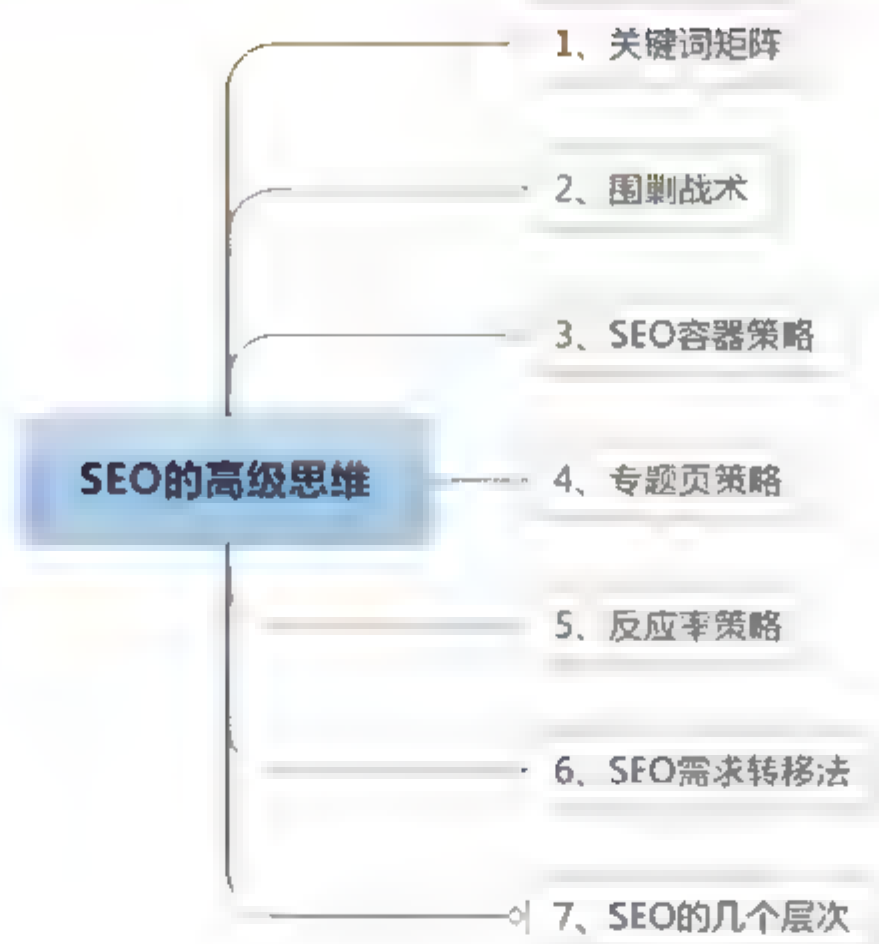 1、关键词矩阵
2、围剿战术
3、SEO容器策略
SEO的高级思维
4、专题页策略
5、反应率策略
6、SEO需求转移法
7、SEO的几个层次